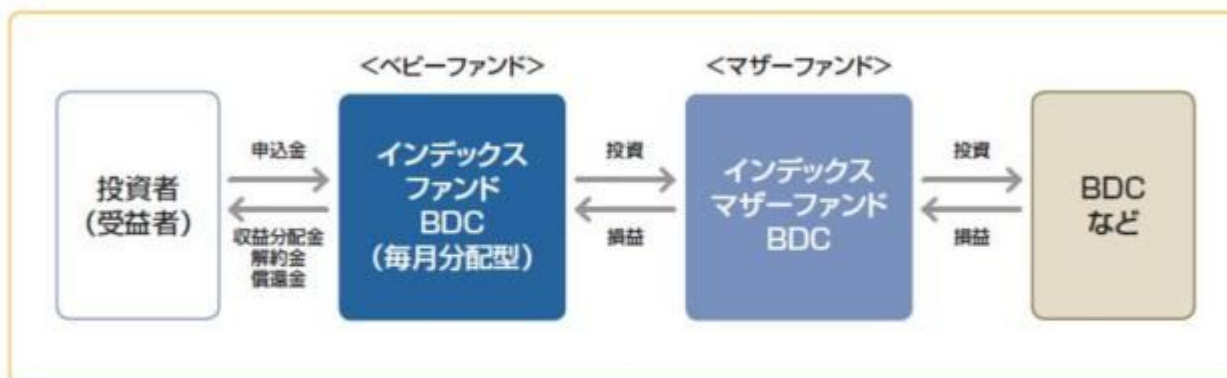 <ベビーファンド>
<マザーファンド>
投資者
(受益者)
申込金
収益分配金
解約金
償還金
インデックス
ファンド
BDC
(毎月分配型)
投資
損益
インデックス
マザーファンド
BDC
投資
損益
BDC
など